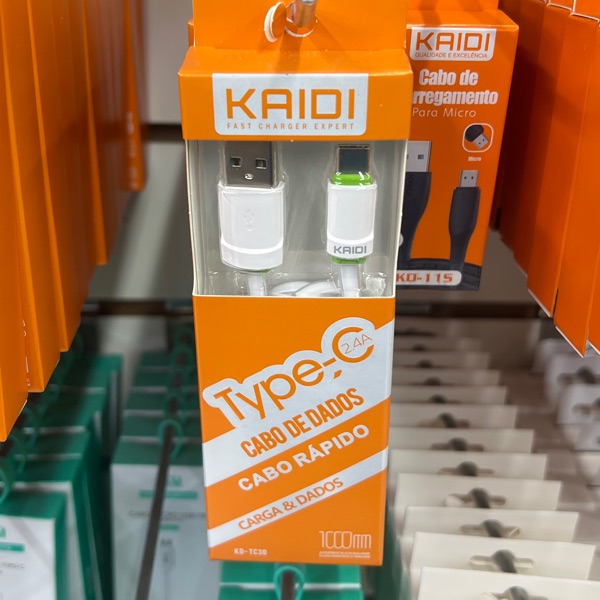 KAIDI
FAST CHARGER EXPERT
KAIDI
Type-C
2.4A
CABO DE DADOS
CABO RÁPIDO
CARGA & DADOS
1000mm
KD-TC30
KAIDI
QUALIDADE E EXCELÊNCIA
Cabo de
rregamento
Para Micro
Micro
KD-115